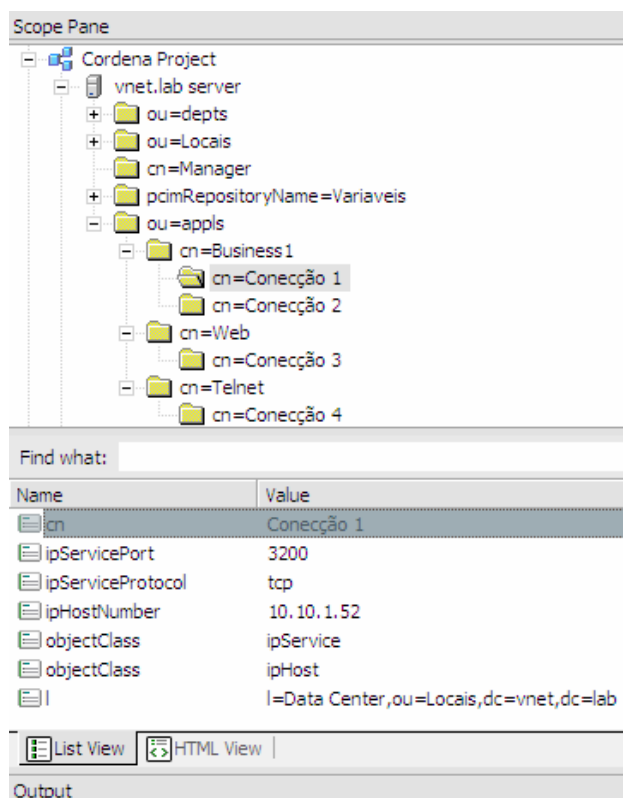 Scope Pane
Cordena Project
vnet.lab server
ou=depts
ou=Locais
cn=Manager
pcimRepositoryName=Variaveis
ou=appls
cn=Business1
cn=Conecção 1
cn=Conecção 2
cn=Web
cn=Conecção 3
cn=Telnet
cn=Conecção 4
Find what:
Name Value
cn Conecção 1
ipServicePort 3200
ipServiceProtocol tcp
ipHostNumber 10.10.1.52
objectClass ipService
objectClass ipHost
l l=Data Center,ou=Locais,dc=vnet,dc=lab
List View HTML View
Output